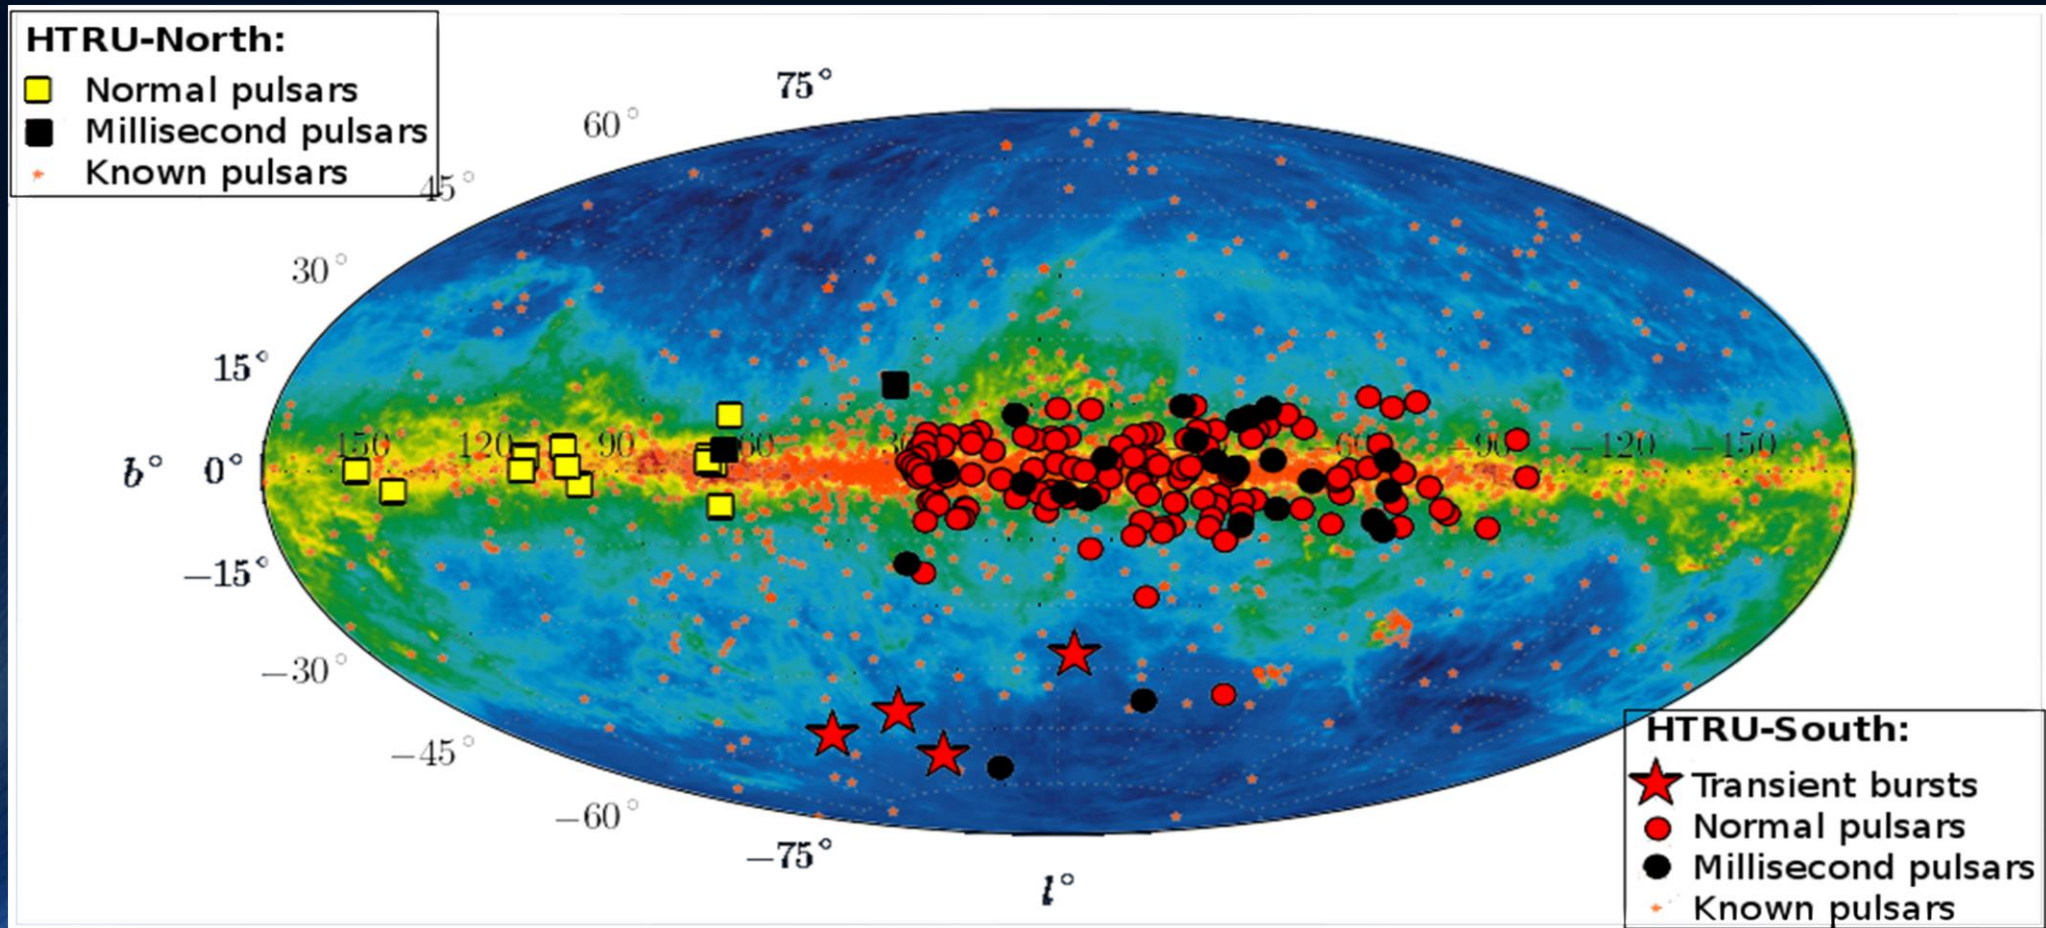 HTRU-North:
Normal pulsars
Millisecond pulsars
Known pulsars
75°
60°
45°
30°
15°
b° 0°
150 120 90 60 30 −60 −90 −120 −150
−15°
−30°
−45°
−60°
−75°
l°
HTRU-South:
Transient bursts
Normal pulsars
Millisecond pulsars
Known pulsars